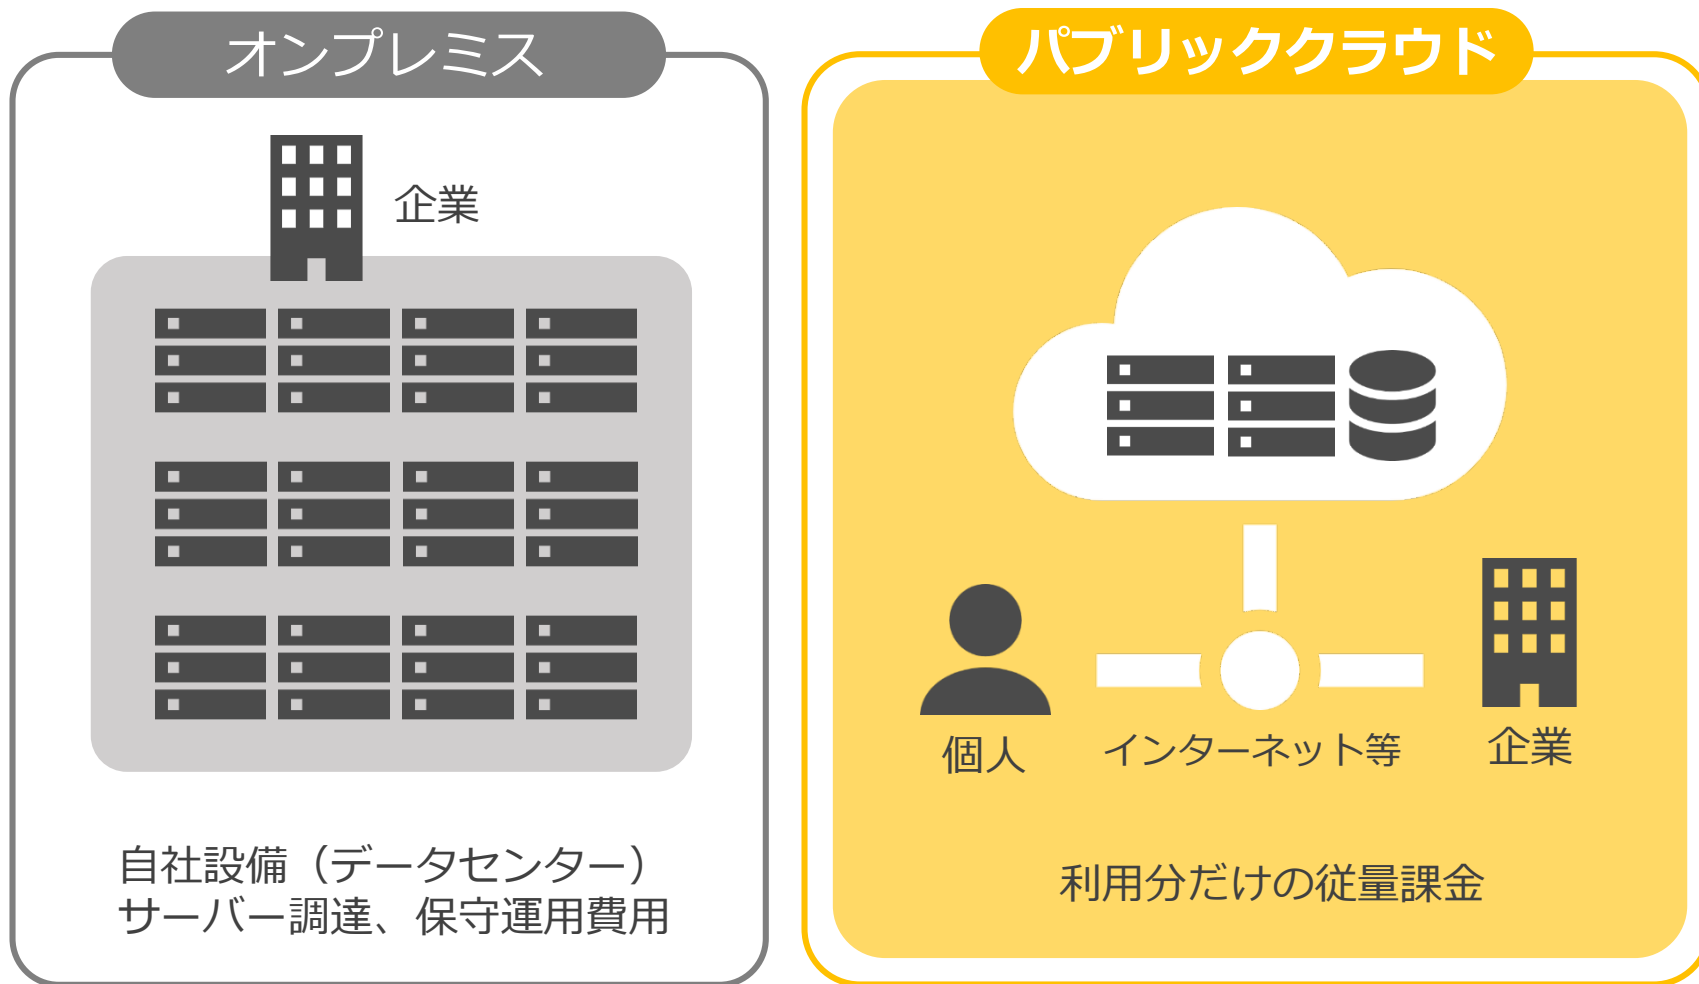 オンプレミス
企業
自社設備（データセンター）
サーバー調達、保守運用費用
パブリッククラウド
個人
インターネット等
企業
利用分だけの従量課金